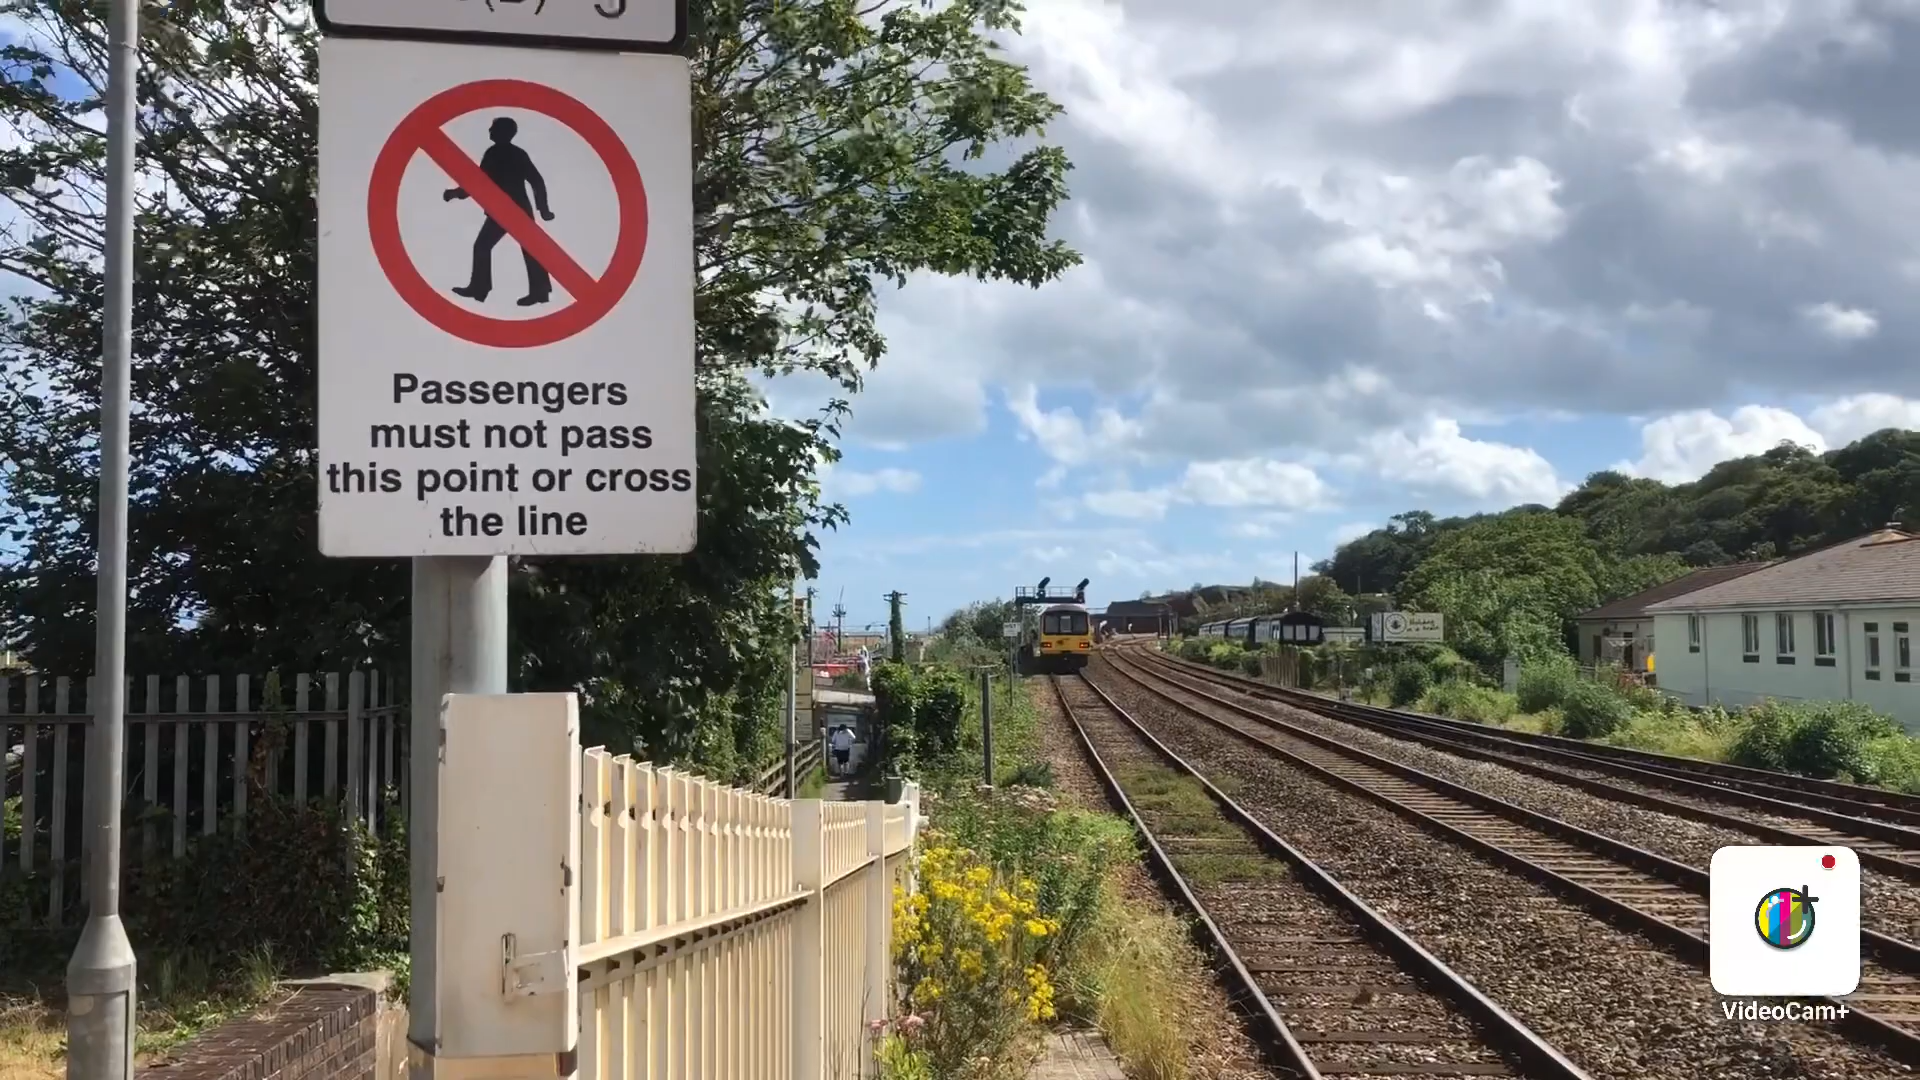 Passengers
must not pass
this point or cross
the line
VideoCam+